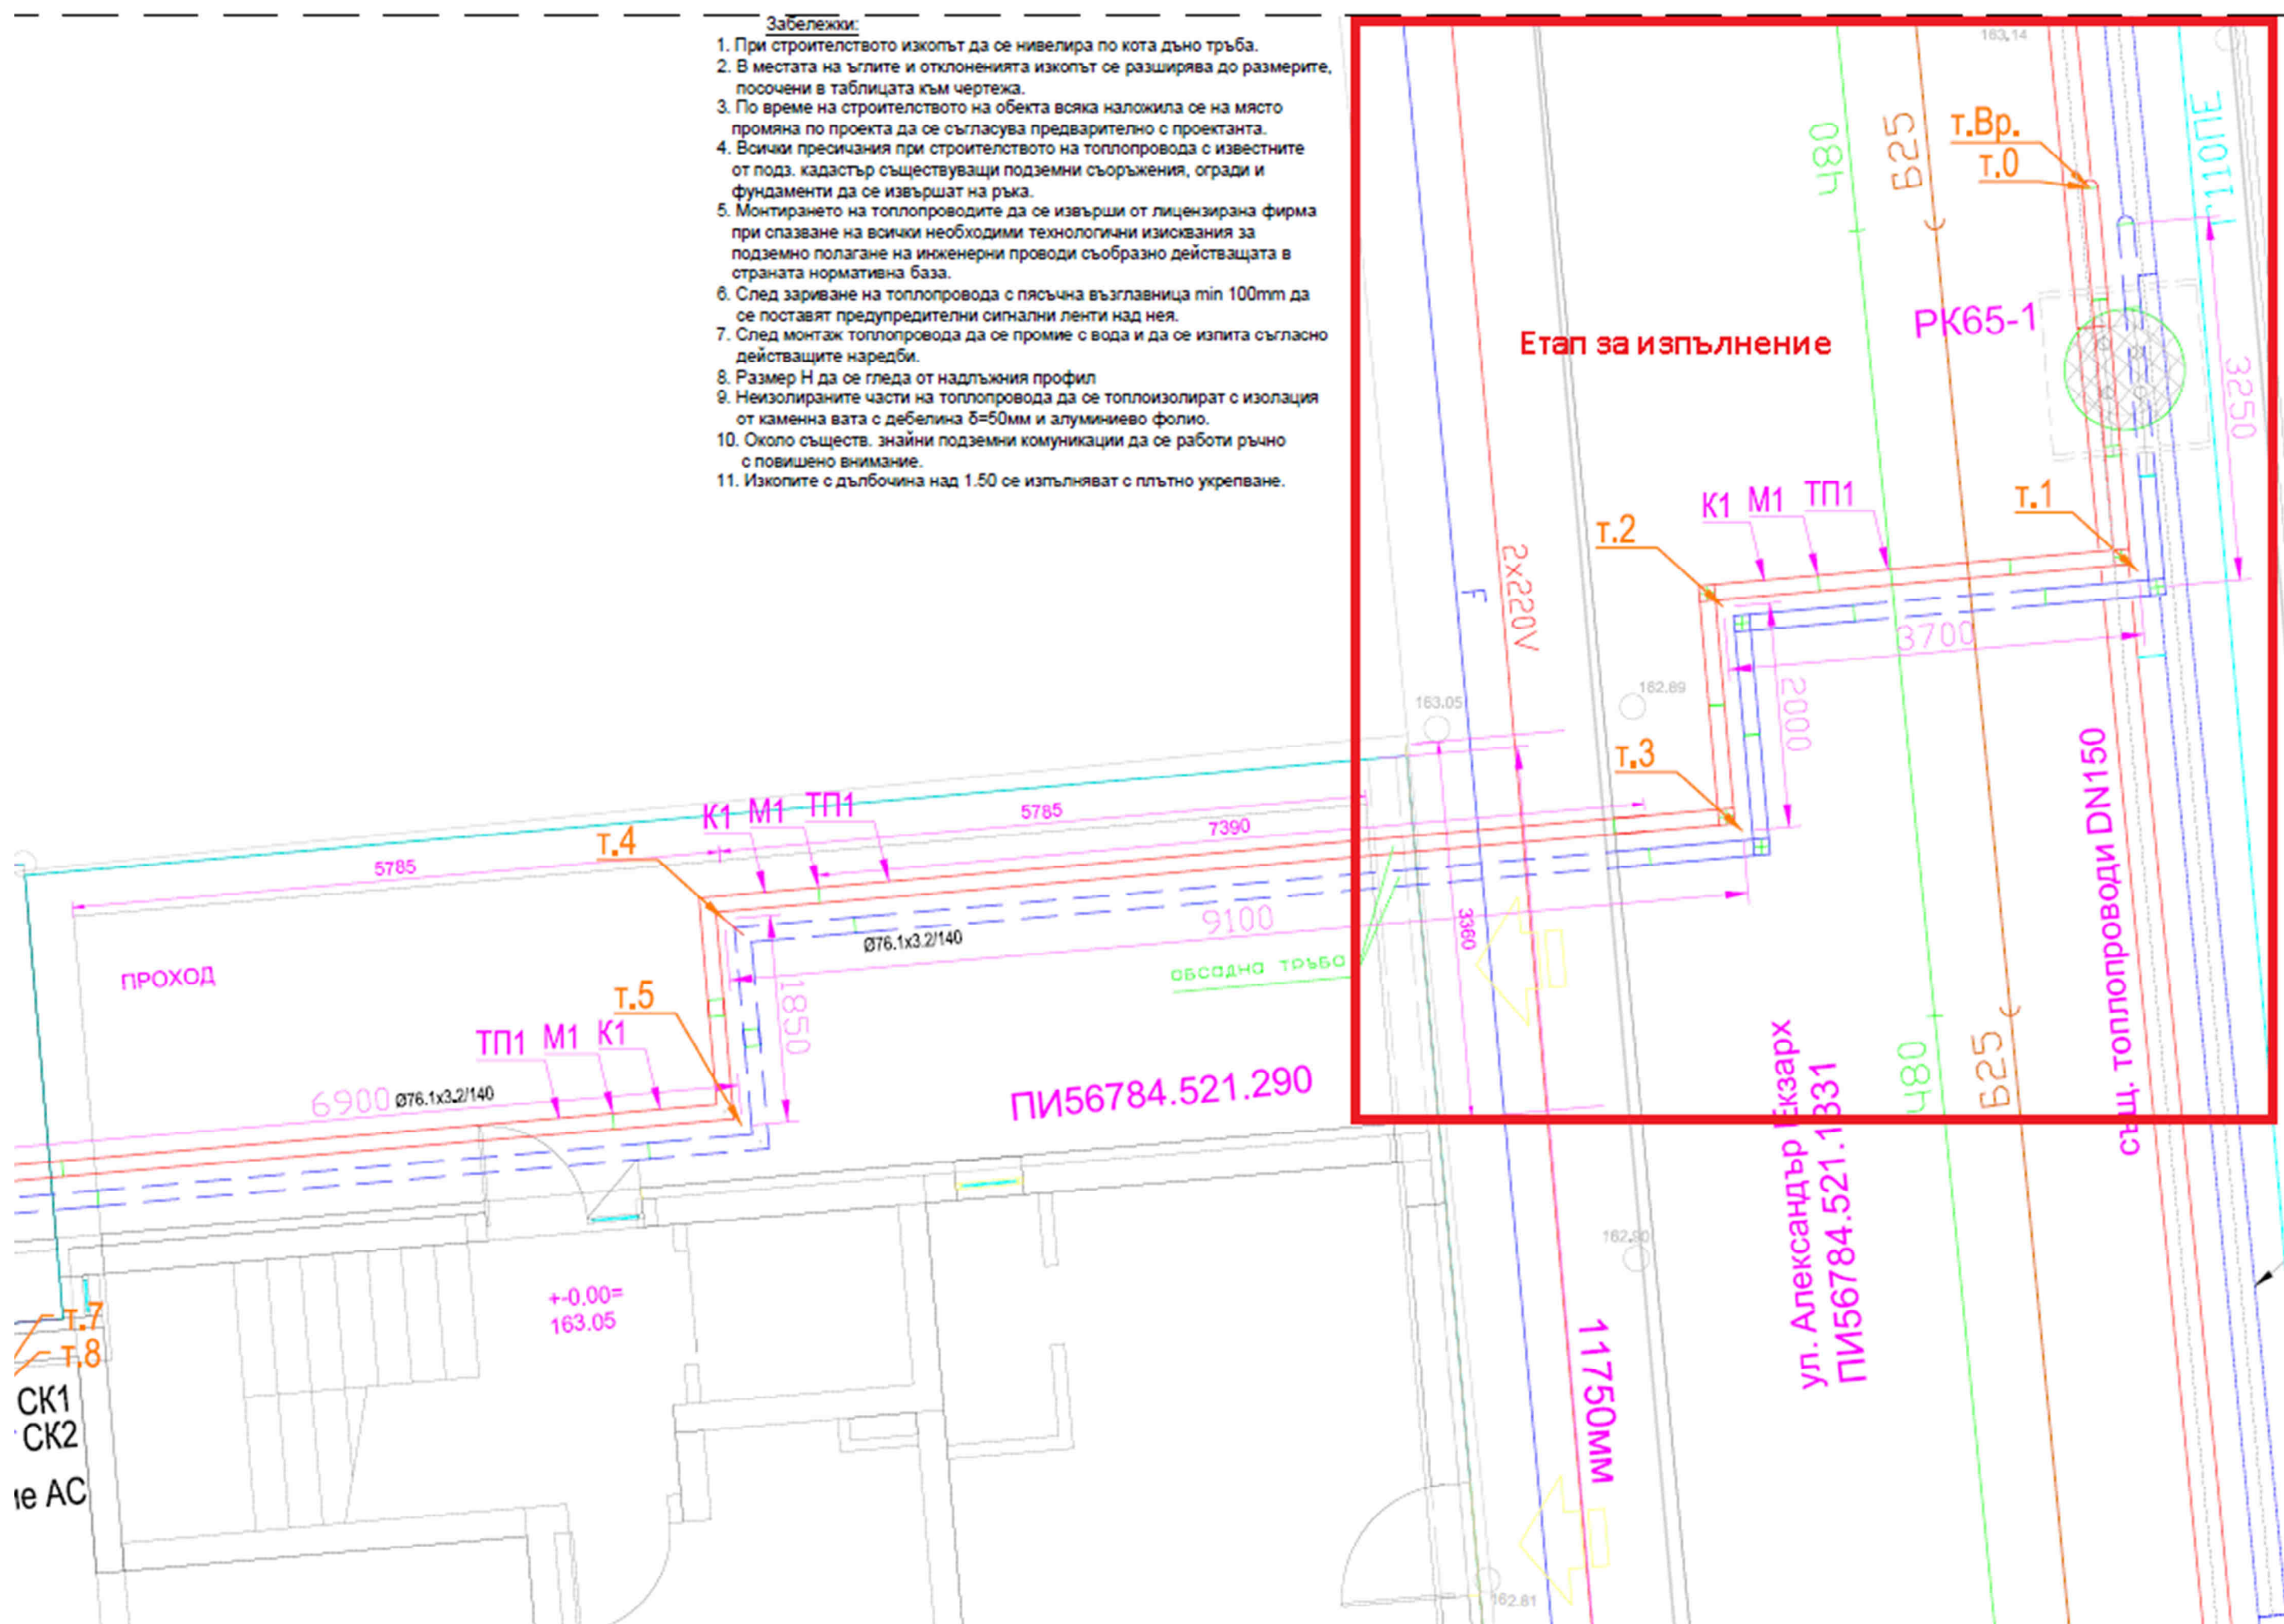 Забележки:
1. При строителството изкопът да се нивелира по кота дъно тръба.
2. В местата на ъглите и отклоненията изкопът се разширява до размерите,
посочени в таблицата към чертежа.
3. По време на строителството на обекта всяка наложила се на място
промяна по проекта да се съгласува предварително с проектанта.
4. Всички пресичания при строителството на топлопровода с известните
от подз. кадастър съществуващи подземни съоръжения, огради и
фундаменти да се извършат на ръка.
5. Монтирането на топлопроводите да се извърши от лицензирана фирма
при спазване на всички необходими технологични изисквания за
подземно полагане на инженерни проводи съобразно действащата в
страната нормативна база.
6. След зариване на топлопровода с пясъчна възглавница min 100mm да
се поставят предупредителни сигнални ленти над нея.
7. След монтаж топлопровода да се промие с вода и да се изпита съгласно
действащите наредби.
8. Размер Н да се гледа от надлъжния профил
9. Неизолираните части на топлопровода да се топлоизолират с изолация
от каменна вата с дебелина δ=50мм и алуминиево фолио.
10. Около съществ. знайни подземни комуникации да се работи ръчно
с повишено внимание.
11. Изкопите с дълбочина над 1.50 се изпълняват с плътно укрепване.
163.14
Ч80
Б25
т.Вр.
т.0
Г110ПЕ
РК65-1
Етап за изпълнение
3250
К1 М1 ТП1
т.1
т.2
2x220V
Г
3700
2000
162.89
163.05
т.3
К1 М1 ТП1
5785
7390
т.4
5785
9100
Ø76.1x3.2/140
3360
обсадна тръба
ПРОХОД
1850
т.5
ТП1 М1 К1
6900
Ø76.1x3.2/140
ПИ56784.521.290
същ. топлопроводи DN150
Ч80
Б25
ул. Александър Екзарх
ПИ56784.521.1331
11750мм
162.90
+-0.00=
163.05
т.7
т.8
СК1
СК2
ие АС
162.81